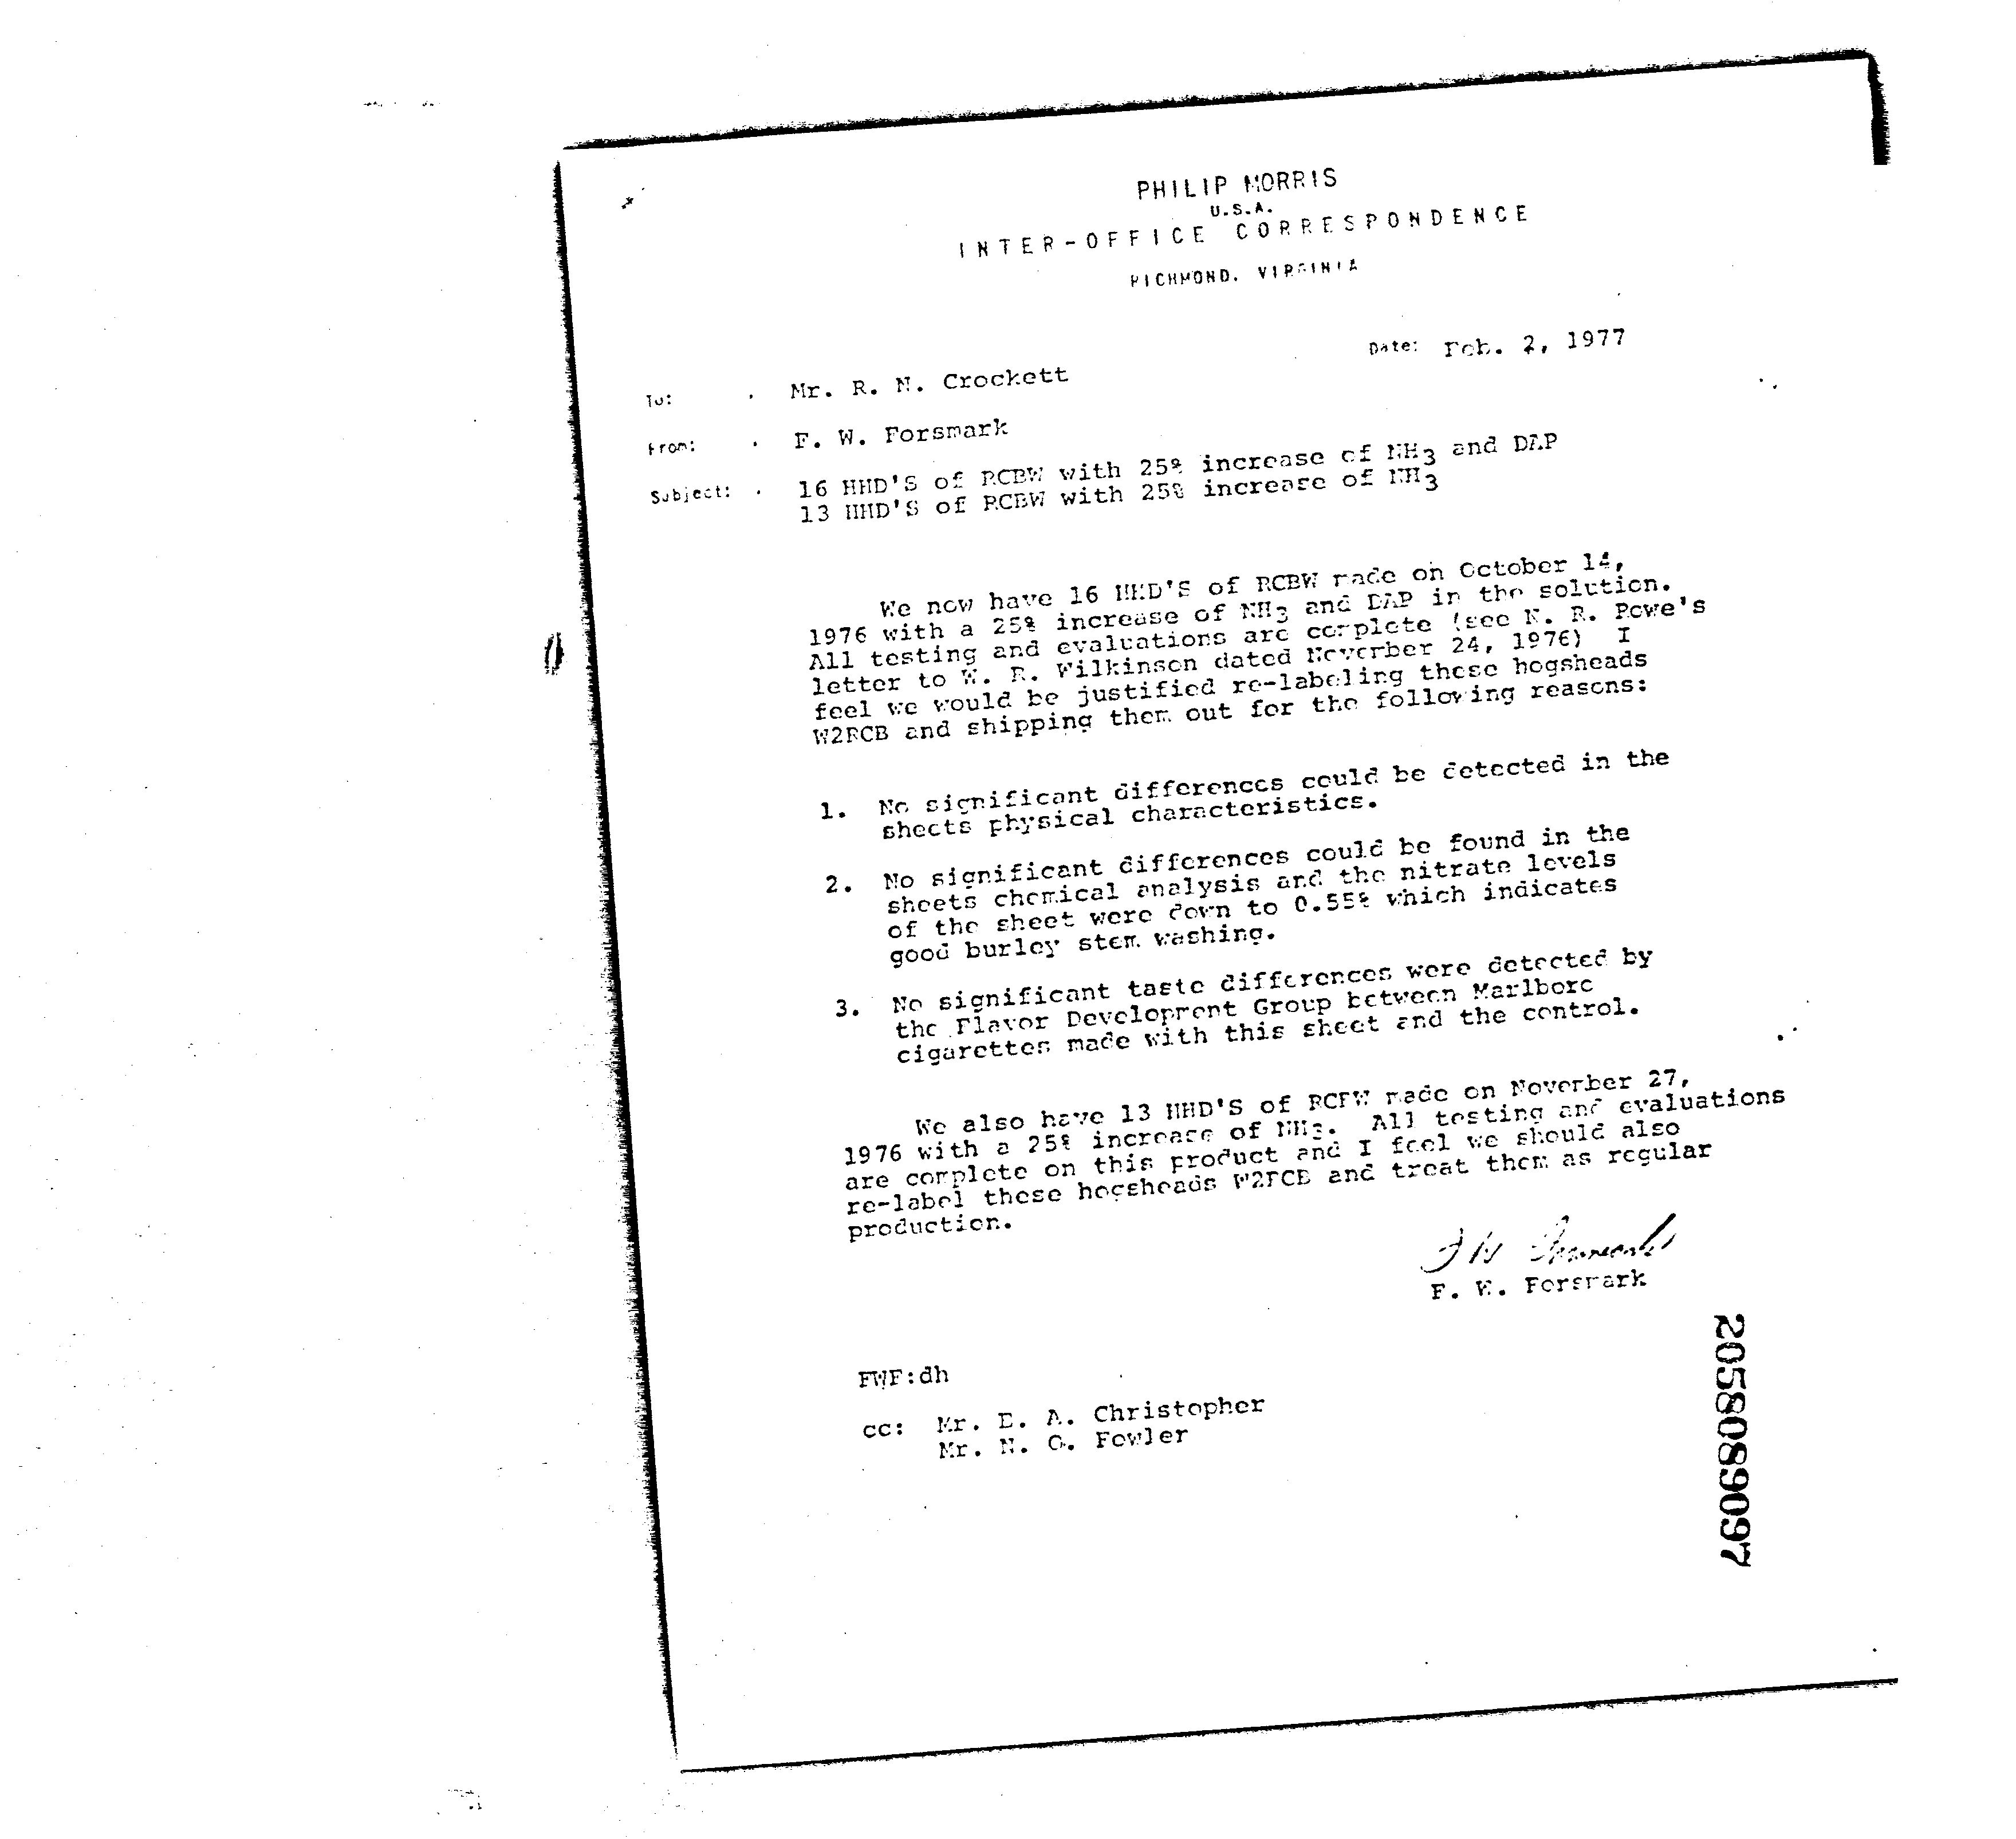 PHILIP MORRIS
U.S.A.
INTER-OFFICE CORRESPONDENCE
RICHMOND, VIRGINIA
Date: Feb. 2, 1977
To: Mr. R. N. Crockett
From: F. W. Forsmark
Subject: 16 HHD'S of RCBW with 25% increase of NH3 and DAP
13 HHD'S of RCBW with 25% increase of NH3
We now have 16 HHD'S of RCBW made on October 14,
1976 with a 25% increase of NH3 and DAP in the solution.
All testing and evaluations are complete (see N. R. Rowe's
letter to W. R. Wilkinson dated November 24, 1976) I
feel we would be justified re-labeling these hogsheads
W2RCB and shipping them out for the following reasons:
1. No significant differences could be detected in the
sheets physical characteristics.
2. No significant differences could be found in the
sheets chemical analysis and the nitrate levels
of the sheet were down to 0.55% which indicates
good burley stem washing.
3. No significant taste differences were detected by
the Flavor Development Group between Marlboro
cigarettes made with this sheet and the control.
We also have 13 HHD'S of RCBW made on November 27,
1976 with a 25% increase of NH3. All testing and evaluations
are complete on this product and I feel we should also
re-label these hogsheads W2RCB and treat them as regular
production.
F. W. Forsmark
FWF:dh
cc: Mr. E. A. Christopher
Mr. N. O. Fowler
2058089097